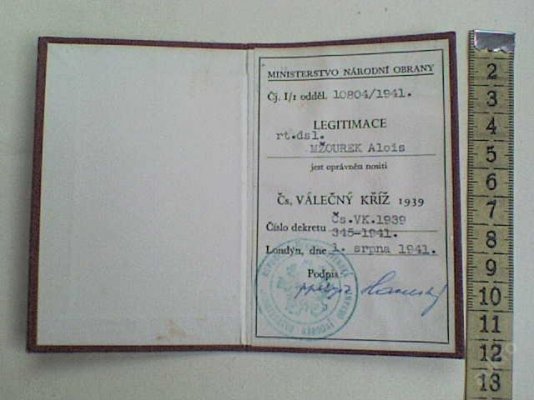 MINISTERSTVO NÁRODNÍ OBRANY
Čj. I/1 odděl. 10804/1941.
LEGITIMACE
rt.dsl.
MŽOUREK Alois
jest oprávněn nositi
Čs. VÁLEČNÝ KŘÍŽ 1939
Čs.VK.1939
Číslo dekretu 345-1941.
Londýn, dne 1. srpna 1941.
Podpis
2
3
4
5
6
7
8
9
10
11
12
13